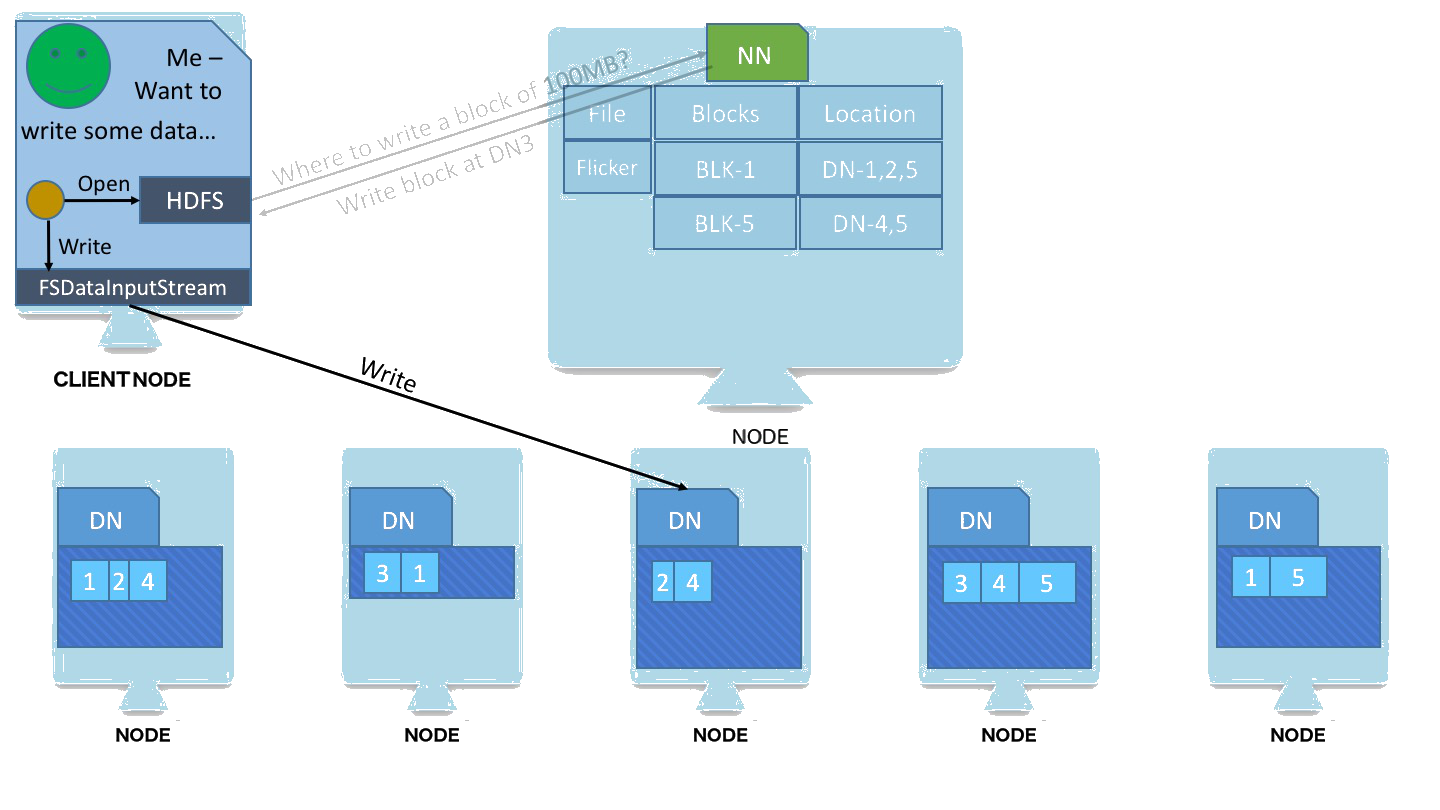 Me –
Want to
write some data...
Open
HDFS
Write
FSDataInputStream
CLIENT NODE
Where to write a block of 100MB?
Write block at DN3
NN
File Blocks Location
Flicker BLK-1 DN-1,2,5
BLK-5 DN-4,5
NODE
Write
DN DN DN DN DN
1 2 4
3 1
2 4
3 4 5
1 5
NODE NODE NODE NODE NODE